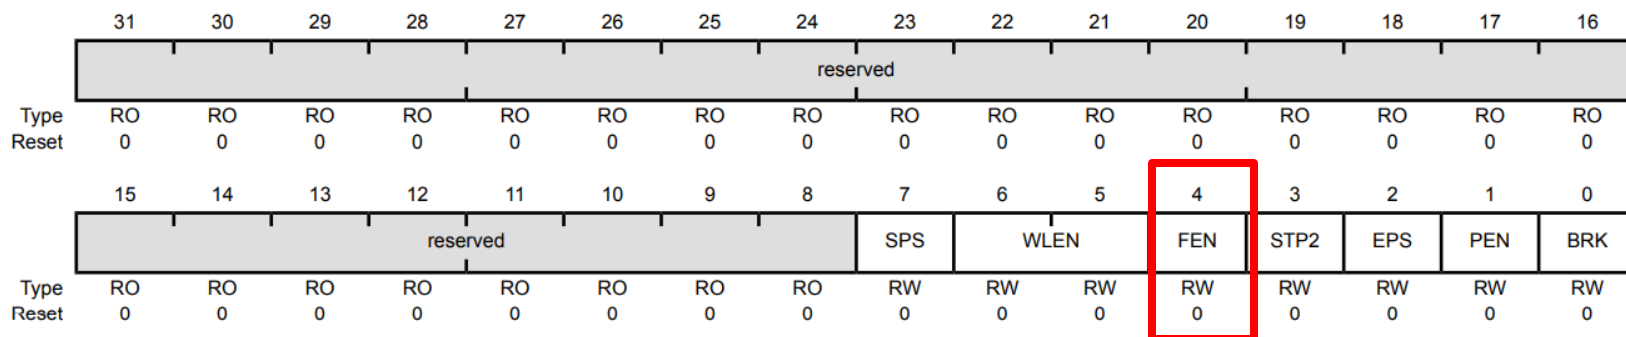 31 30 29 28 27 26 25 24 23 22 21 20 19 18 17 16
reserved
Type RO RO RO RO RO RO RO RO RO RO RO RO RO RO RO RO
Reset 0 0 0 0 0 0 0 0 0 0 0 0 0 0 0 0
15 14 13 12 11 10 9 8 7 6 5 4 3 2 1 0
reserved SPS WLEN FEN STP2 EPS PEN BRK
Type RO RO RO RO RO RO RO RO RW RW RW RW RW RW RW RW
Reset 0 0 0 0 0 0 0 0 0 0 0 0 0 0 0 0